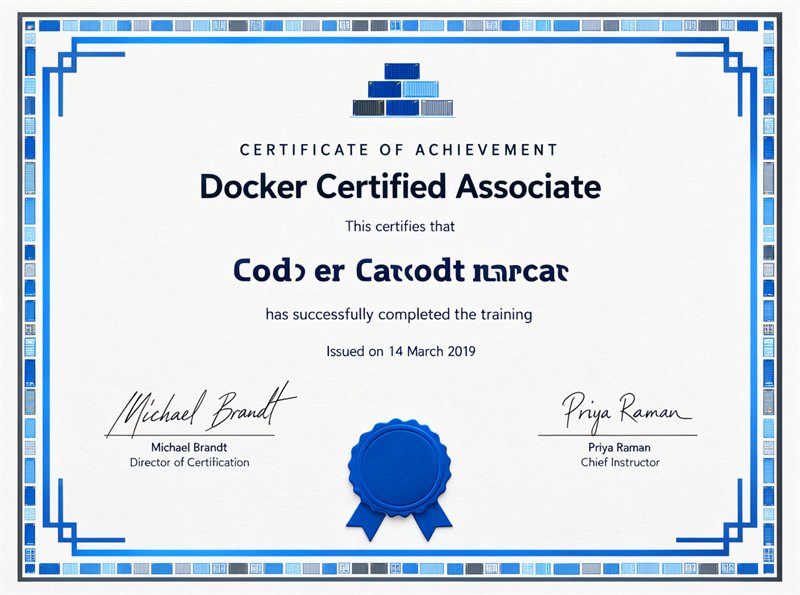 CERTIFICATE OF ACHIEVEMENT
Docker Certified Associate
This certifies that
has successfully completed the training
Issued on 14 March 2019
Michael Brandt
Michael Brandt
Director of Certification
Priya Raman
Priya Raman
Chief Instructor